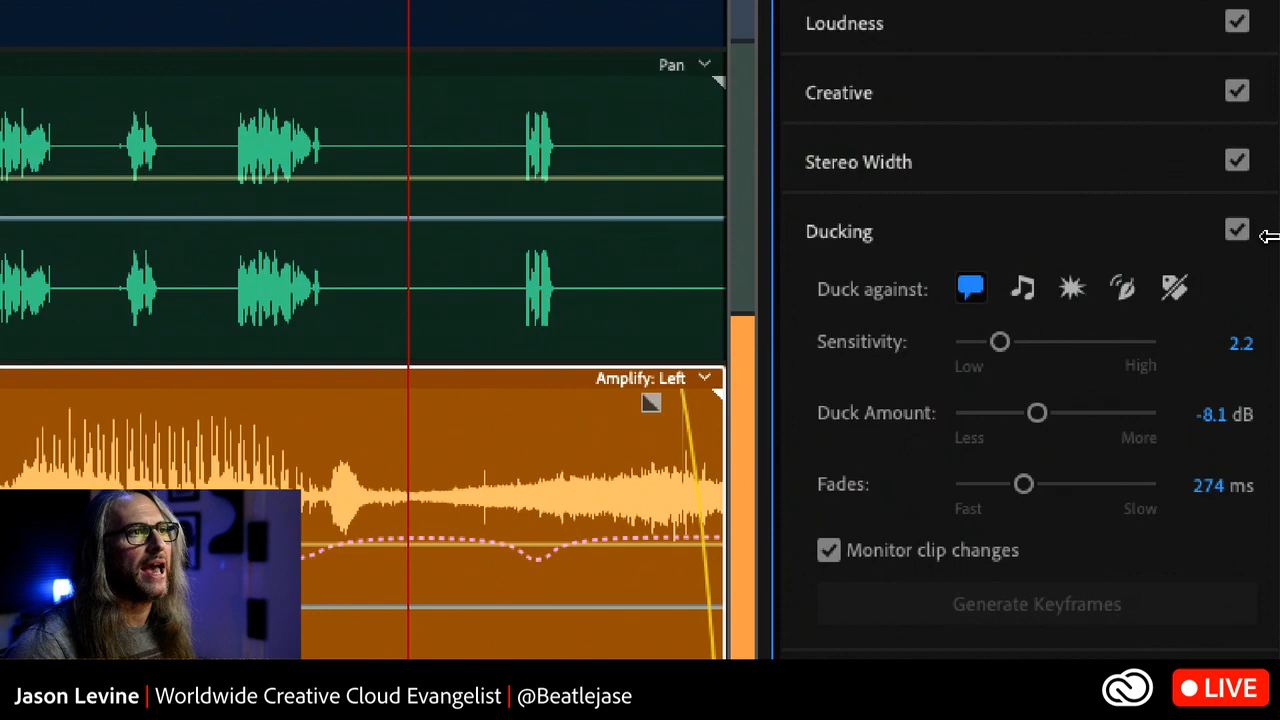 Loudness
Pan
Creative
Stereo Width
Ducking
Duck against:
Sensitivity:
2.2
Low
High
Amplify: Left
Duck Amount:
-8.1 dB
Less
More
Fades:
274 ms
Fast
Slow
Monitor clip changes
Generate Keyframes
Jason Levine | Worldwide Creative Cloud Evangelist | @Beatlejase
LIVE